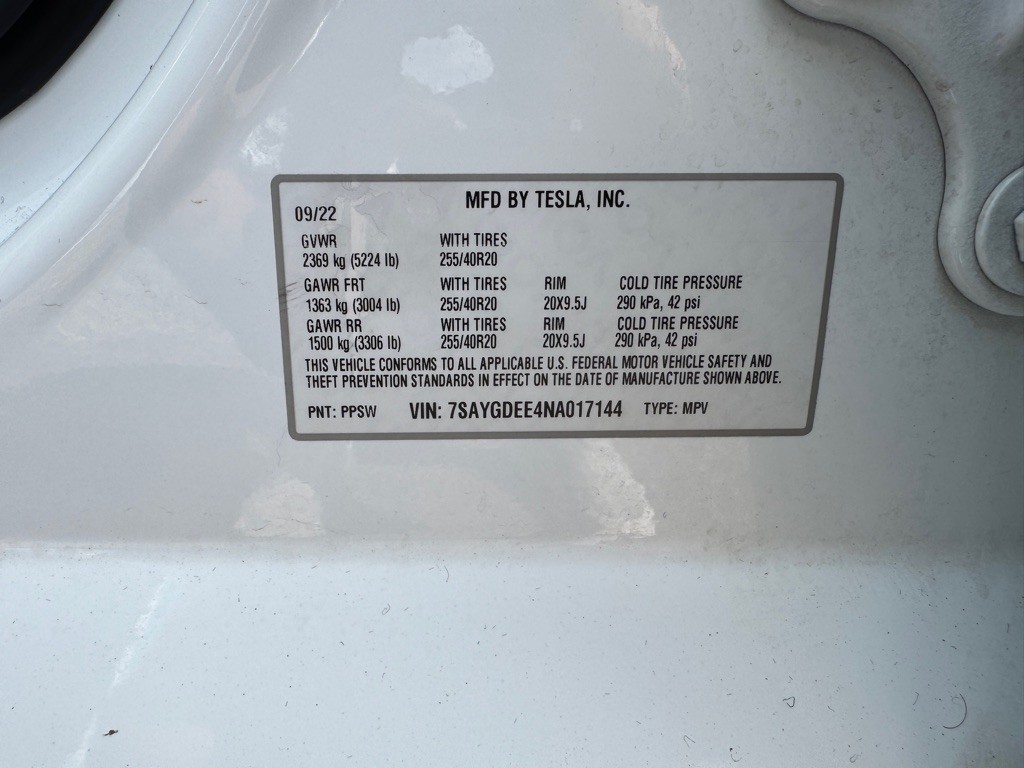 MFD BY TESLA, INC.
09/22
GVWR WITH TIRES
2369 kg (5224 lb) 255/40R20
GAWR FRT WITH TIRES RIM COLD TIRE PRESSURE
1363 kg (3004 lb) 255/40R20 20X9.5J 290 kPa, 42 psi
GAWR RR WITH TIRES RIM COLD TIRE PRESSURE
1500 kg (3306 lb) 255/40R20 20X9.5J 290 kPa, 42 psi
THIS VEHICLE CONFORMS TO ALL APPLICABLE U.S. FEDERAL MOTOR VEHICLE SAFETY AND
THEFT PREVENTION STANDARDS IN EFFECT ON THE DATE OF MANUFACTURE SHOWN ABOVE.
PNT: PPSW VIN: 7SAYGDEE4NA017144 TYPE: MPV